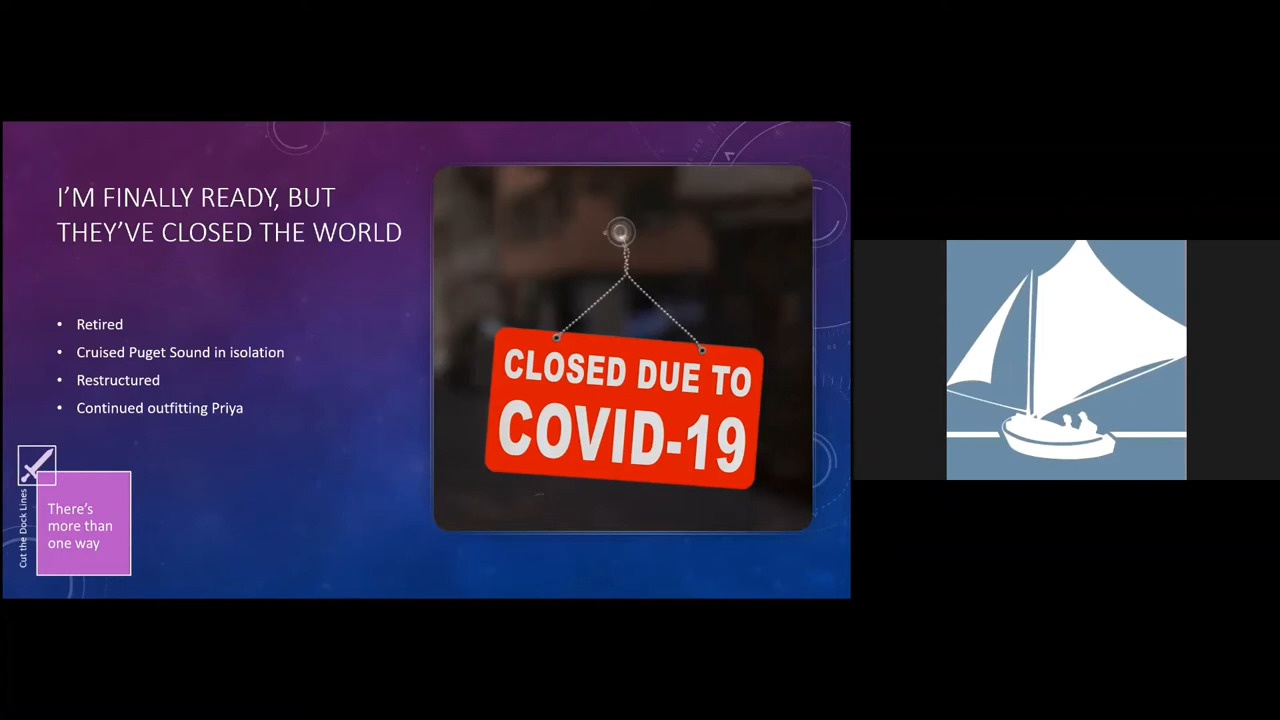 I'M FINALLY READY, BUT
THEY'VE CLOSED THE WORLD
• Retired
• Cruised Puget Sound in isolation
• Restructured
• Continued outfitting Priya
Cut the Dock Lines
There's
more than
one way
CLOSED DUE TO
COVID-19